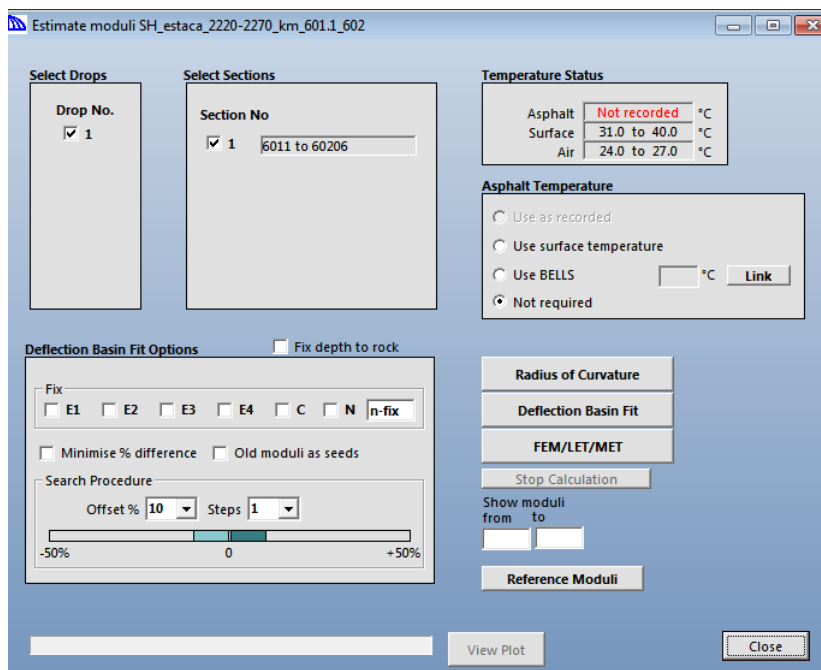 Estimate moduli SH_estaca_2220-2270_km_601.1_602
Select Drops
Drop No.
1
Select Sections
Section No
1 6011 to 60206
Temperature Status
Asphalt Not recorded °C
Surface 31.0 to 40.0 °C
Air 24.0 to 27.0 °C
Asphalt Temperature
Use as recorded
Use surface temperature
Use BELLS °C Link
Not required
Deflection Basin Fit Options Fix depth to rock
Fix
E1 E2 E3 E4 C N n-fix
Minimise % difference Old moduli as seeds
Search Procedure
Offset % 10 Steps 1
-50% 0 +50%
Radius of Curvature
Deflection Basin Fit
FEM/LET/MET
Stop Calculation
Show moduli
from to
Reference Moduli
View Plot
Close